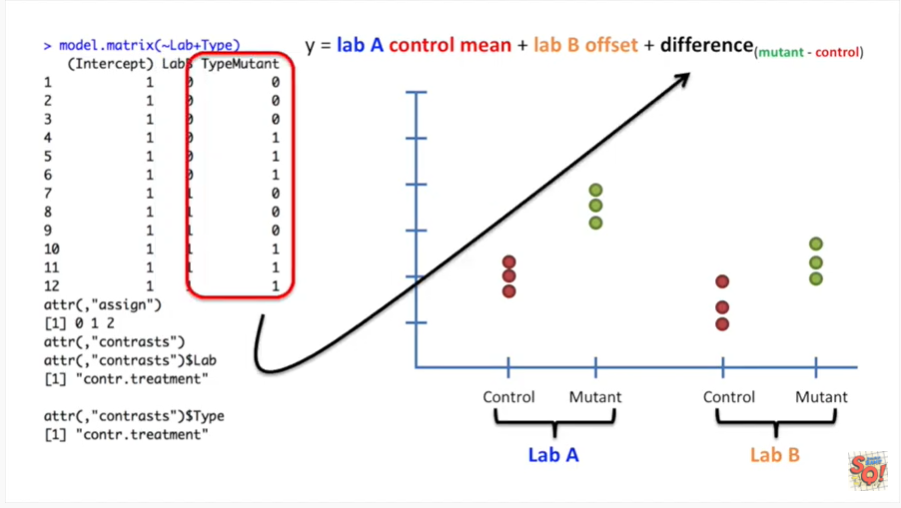 > model.matrix(~Lab+Type)
(Intercept) LabB TypeMutant
1 1 0 0
2 1 0 0
3 1 0 0
4 1 0 1
5 1 0 1
6 1 0 1
7 1 1 0
8 1 1 0
9 1 1 0
10 1 1 1
11 1 1 1
12 1 1 1
attr(,"assign")
[1] 0 1 2
attr(,"contrasts")
attr(,"contrasts")$Lab
[1] "contr.treatment"
attr(,"contrasts")$Type
[1] "contr.treatment"
y = lab A control mean + lab B offset + difference(mutant - control)
Control Mutant Control Mutant
Lab A Lab B
SQ!